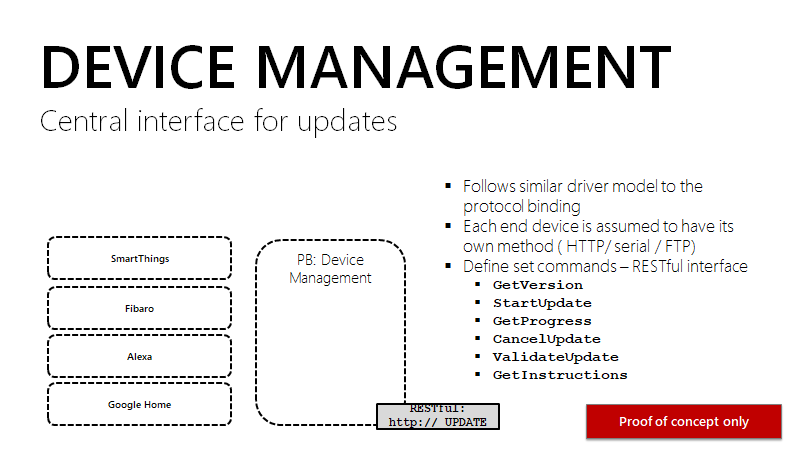 DEVICE MANAGEMENT
Central interface for updates
▪ Follows similar driver model to the
protocol binding
▪ Each end device is assumed to have its
own method ( HTTP/ serial / FTP)
▪ Define set commands – RESTful interface
▪ GetVersion
▪ StartUpdate
▪ GetProgress
▪ CancelUpdate
▪ ValidateUpdate
▪ GetInstructions
SmartThings
Fibaro
Alexa
Google Home
PB: Device
Management
RESTful:
http:// UPDATE
Proof of concept only